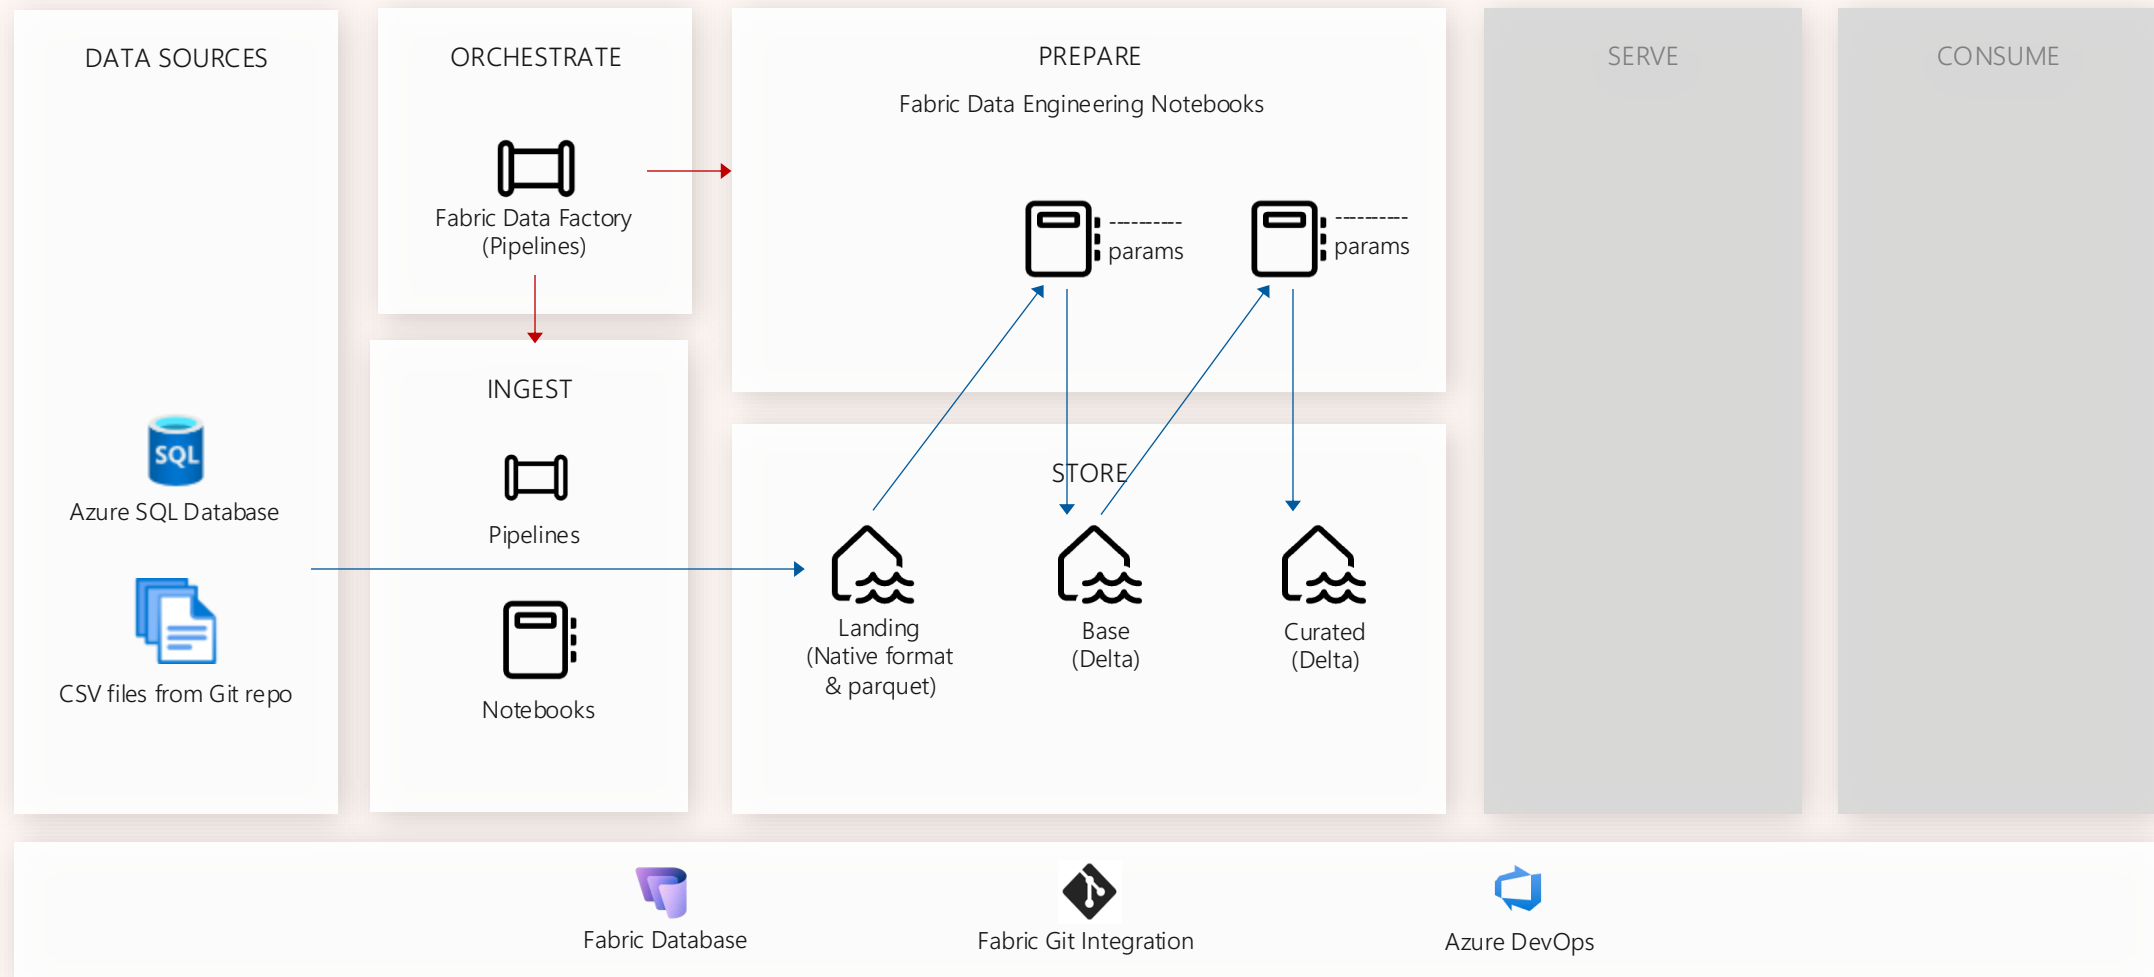 DATA SOURCES
SQL
Azure SQL Database
CSV files from Git repo
ORCHESTRATE
Fabric Data Factory
(Pipelines)
INGEST
Pipelines
Notebooks
PREPARE
Fabric Data Engineering Notebooks
----------
params
----------
params
STORE
Landing
(Native format
& parquet)
Base
(Delta)
Curated
(Delta)
SERVE
CONSUME
Fabric Database
Fabric Git Integration
Azure DevOps